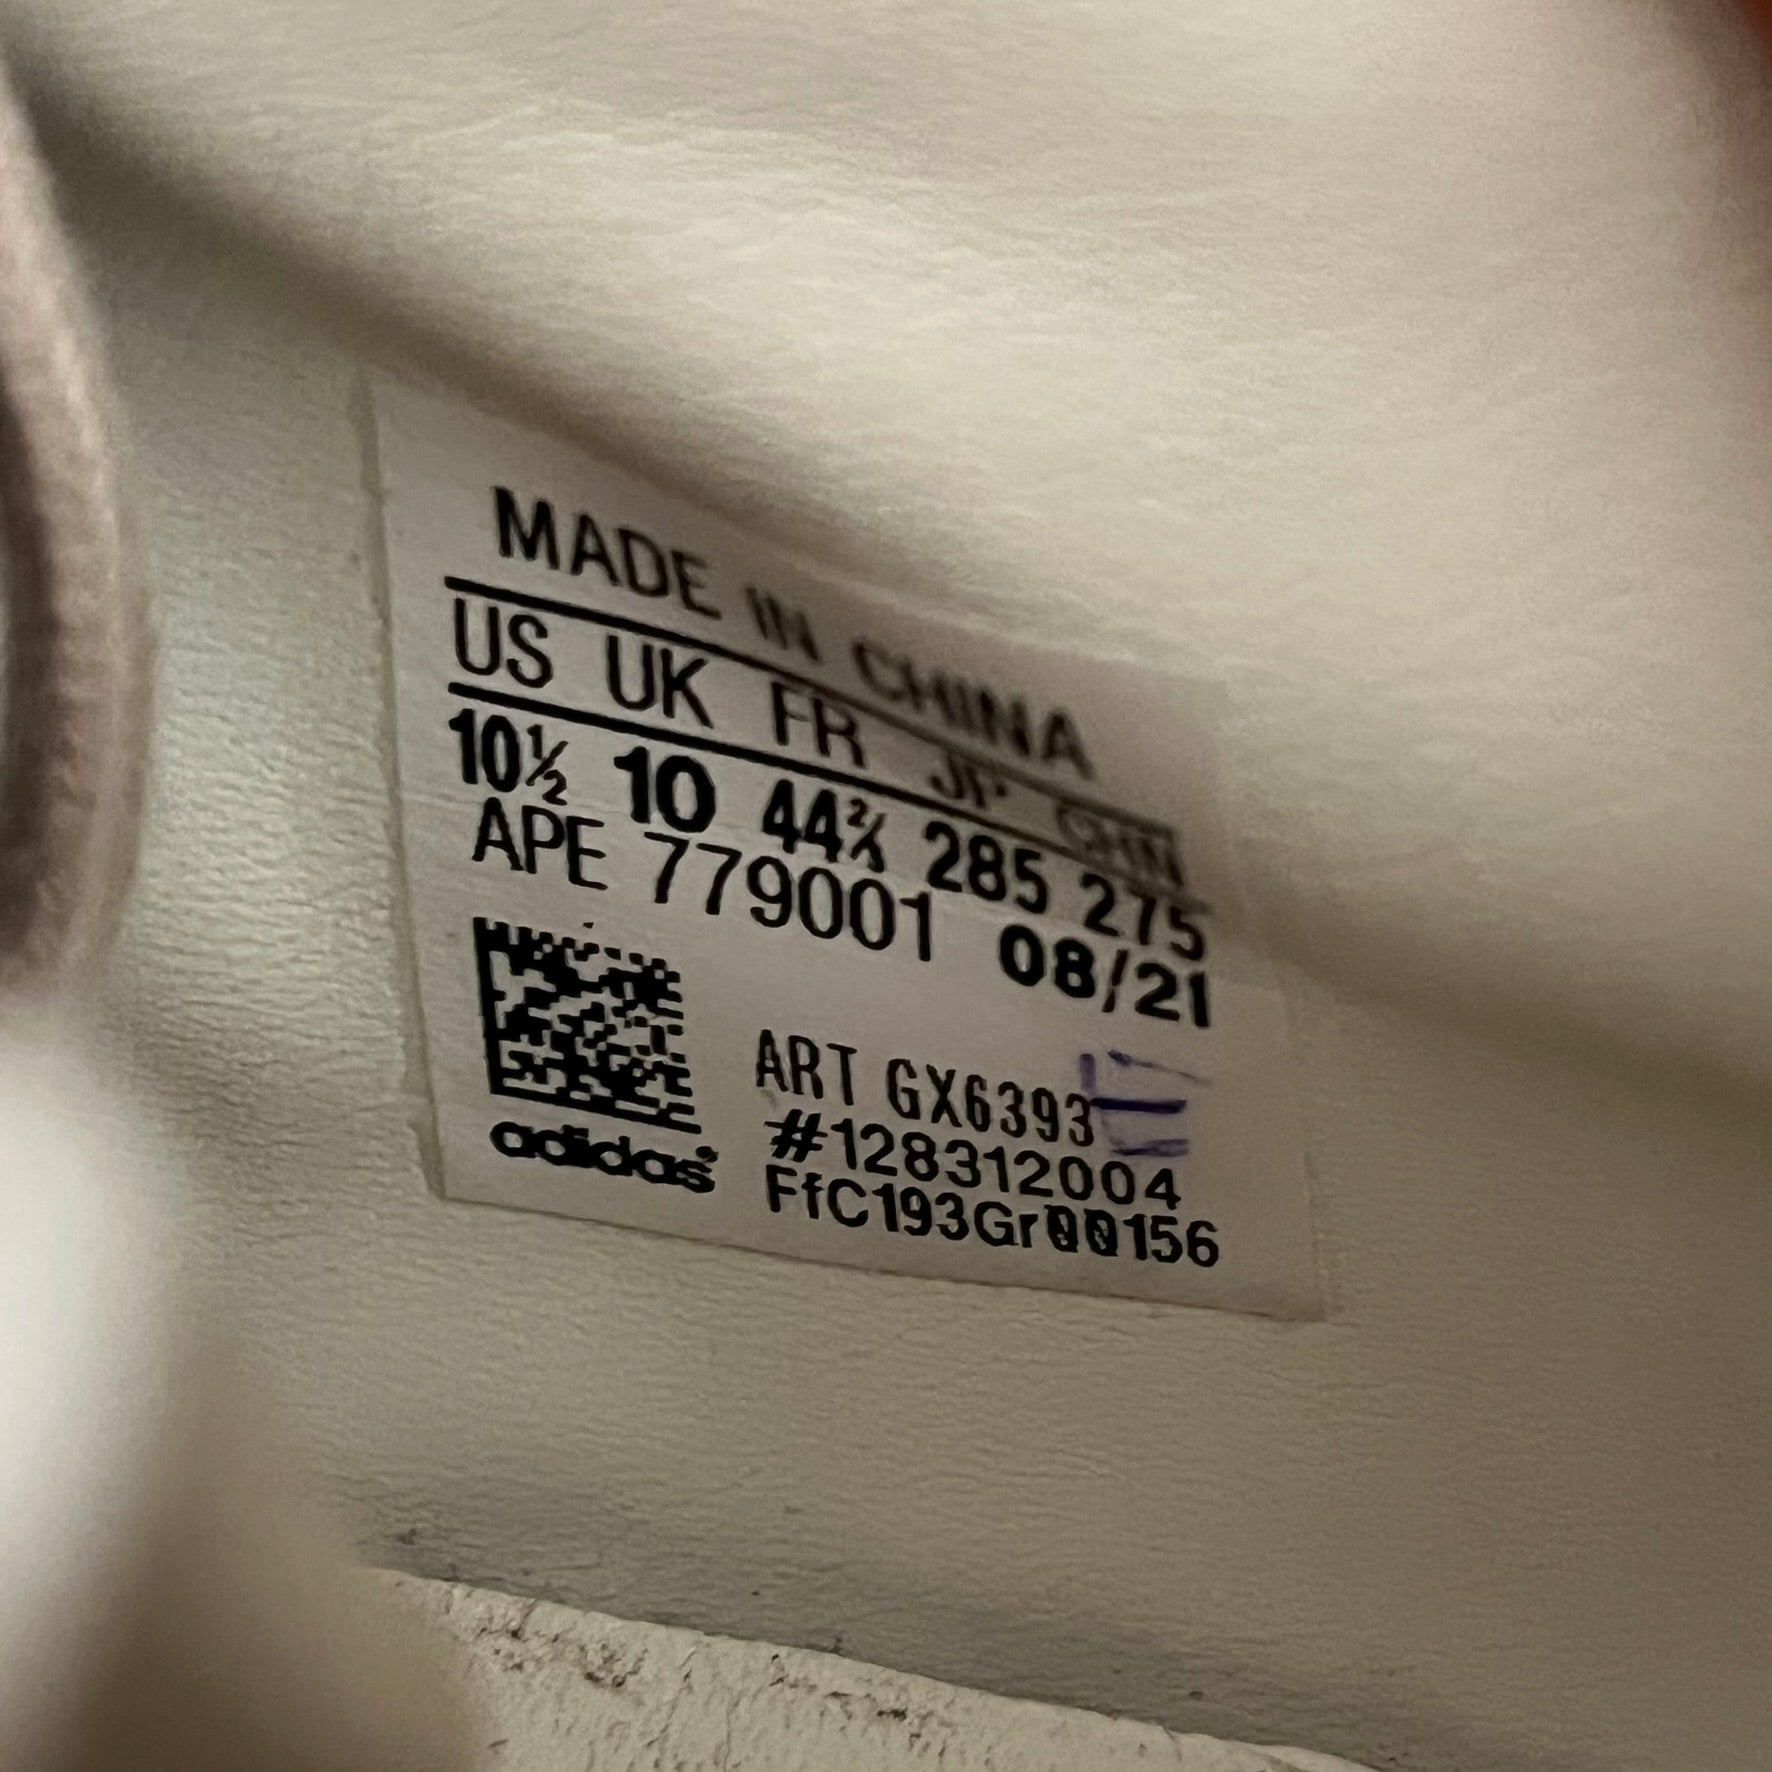 MADE IN CHINA
US UK FR JP CHN
10½ 10 44⅔ 285 275
APE 779001 08/21
ART GX6393
#128312004
FfC193Gr00156
adidas